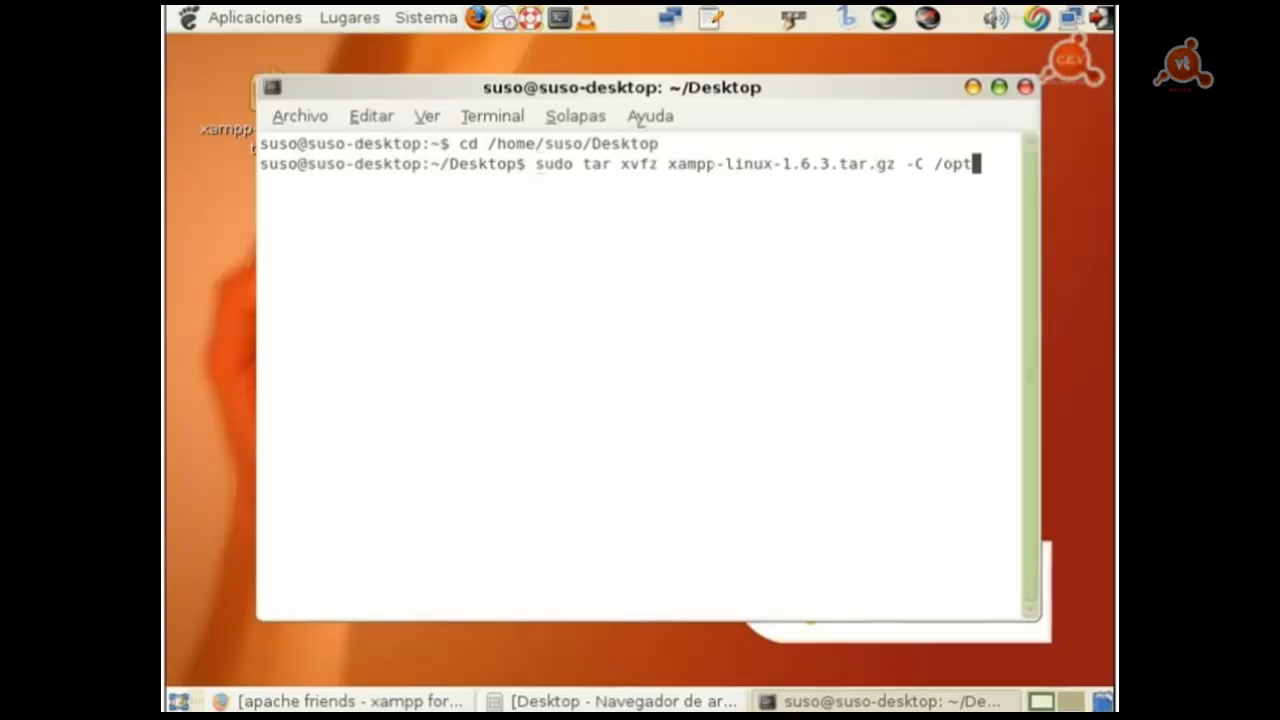 Aplicaciones Lugares Sistema
suso@suso-desktop: ~/Desktop
Archivo Editar Ver Terminal Solapas Ayuda
xampp-
suso@suso-desktop:~$ cd /home/suso/Desktop
suso@suso-desktop:~/Desktop$ sudo tar xvfz xampp-linux-1.6.3.tar.gz -C /opt
[apache friends - xampp for... [Desktop - Navegador de ar... suso@suso-desktop: ~/De...
C.E.V
vt